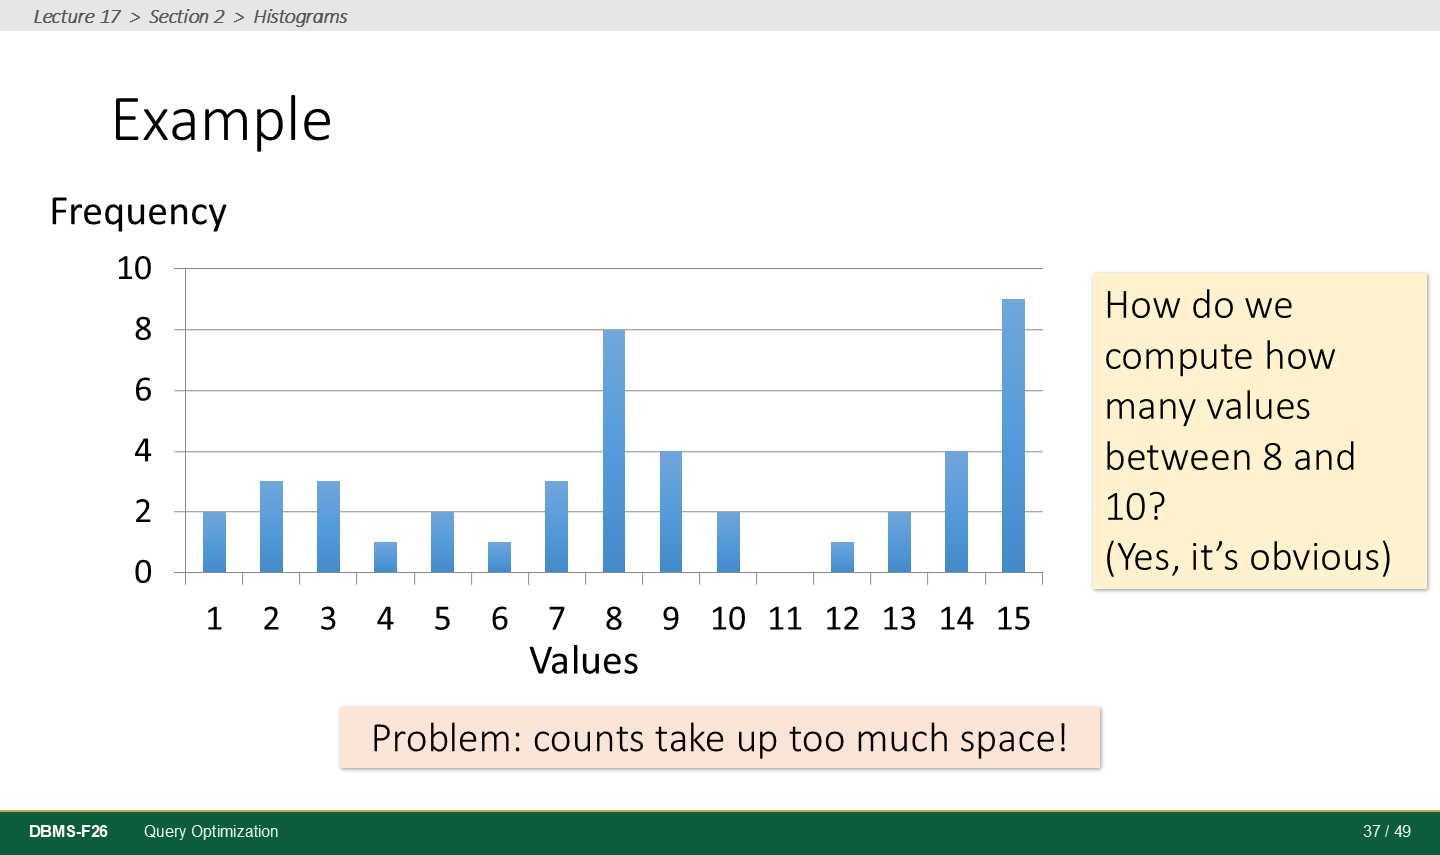 Lecture 17 > Section 2 > Histograms
Example
Frequency
10
8
6
4
2
0
1 2 3 4 5 6 7 8 9 10 11 12 13 14 15
Values
How do we
compute how
many values
between 8 and
10?
(Yes, it’s obvious)
Problem: counts take up too much space!
DBMS-F26 Query Optimization 37 / 49